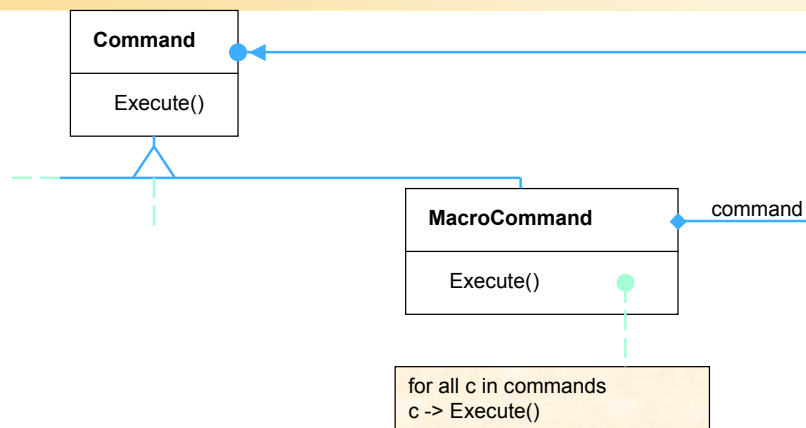 Command
Execute()
MacroCommand
command
Execute()
for all c in commands
c -> Execute()